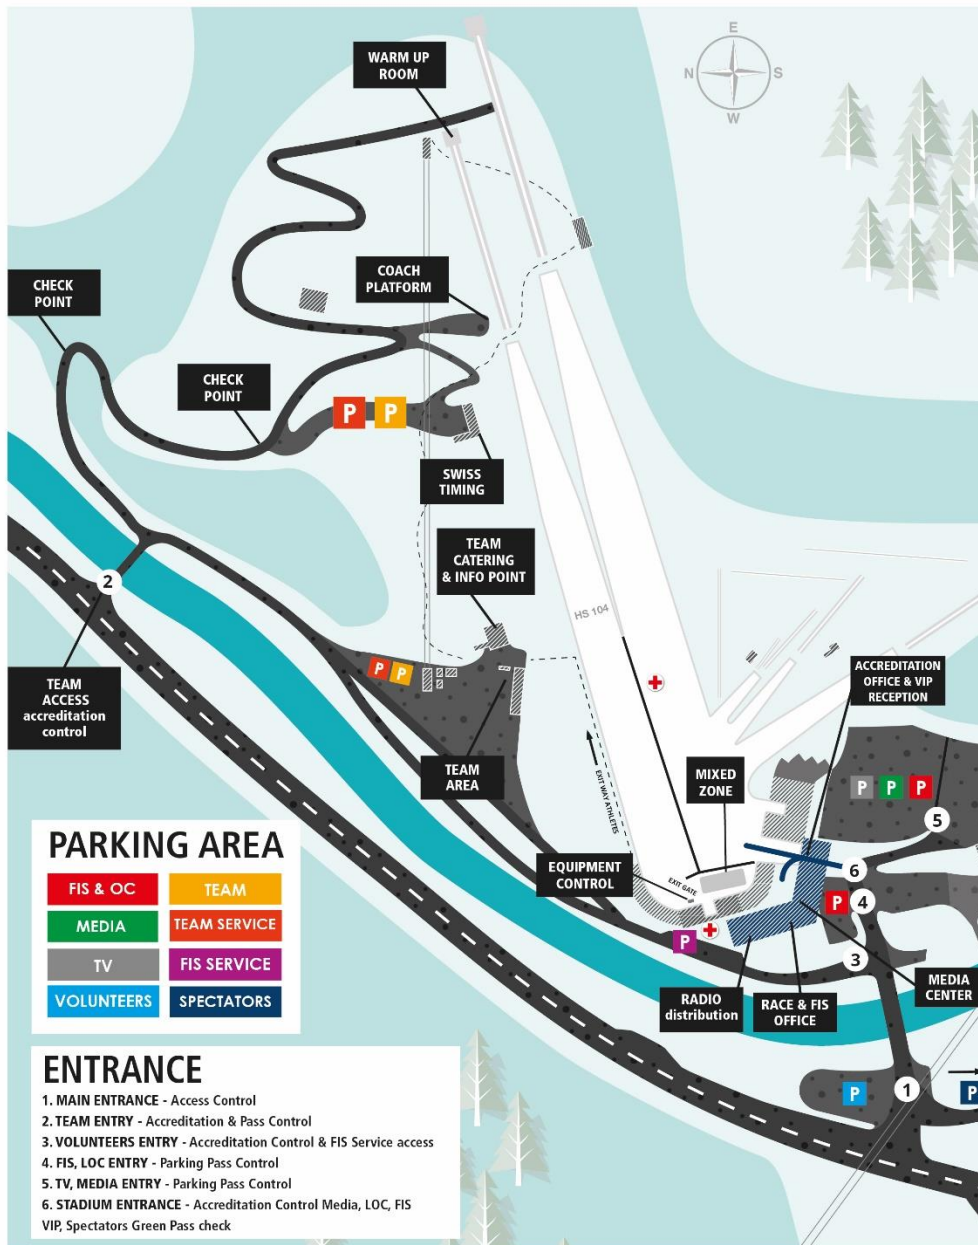 WARM UP
ROOM
E
N
S
W
COACH
PLATFORM
CHECK
POINT
CHECK
POINT
P
P
SWISS
TIMING
TEAM
CATERING
& INFO POINT
HS 104
2
TEAM
ACCESS
accreditation
control
P
P
TEAM
AREA
EXIT WAY ATHLETES
ACCREDITATION
OFFICE & VIP
RECEPTION
MIXED
ZONE
P
P
P
5
6
EQUIPMENT
CONTROL
EXIT GATE
P
4
P
3
RADIO
distribution
RACE & FIS
OFFICE
MEDIA
CENTER
P
1
P
PARKING AREA
FIS & OC
TEAM
MEDIA
TEAM SERVICE
TV
FIS SERVICE
VOLUNTEERS
SPECTATORS
ENTRANCE
1. MAIN ENTRANCE - Access Control
2. TEAM ENTRY - Accreditation & Pass Control
3. VOLUNTEERS ENTRY - Accreditation Control & FIS Service access
4. FIS, LOC ENTRY - Parking Pass Control
5. TV, MEDIA ENTRY - Parking Pass Control
6. STADIUM ENTRANCE - Accreditation Control Media, LOC, FIS
VIP, Spectators Green Pass check